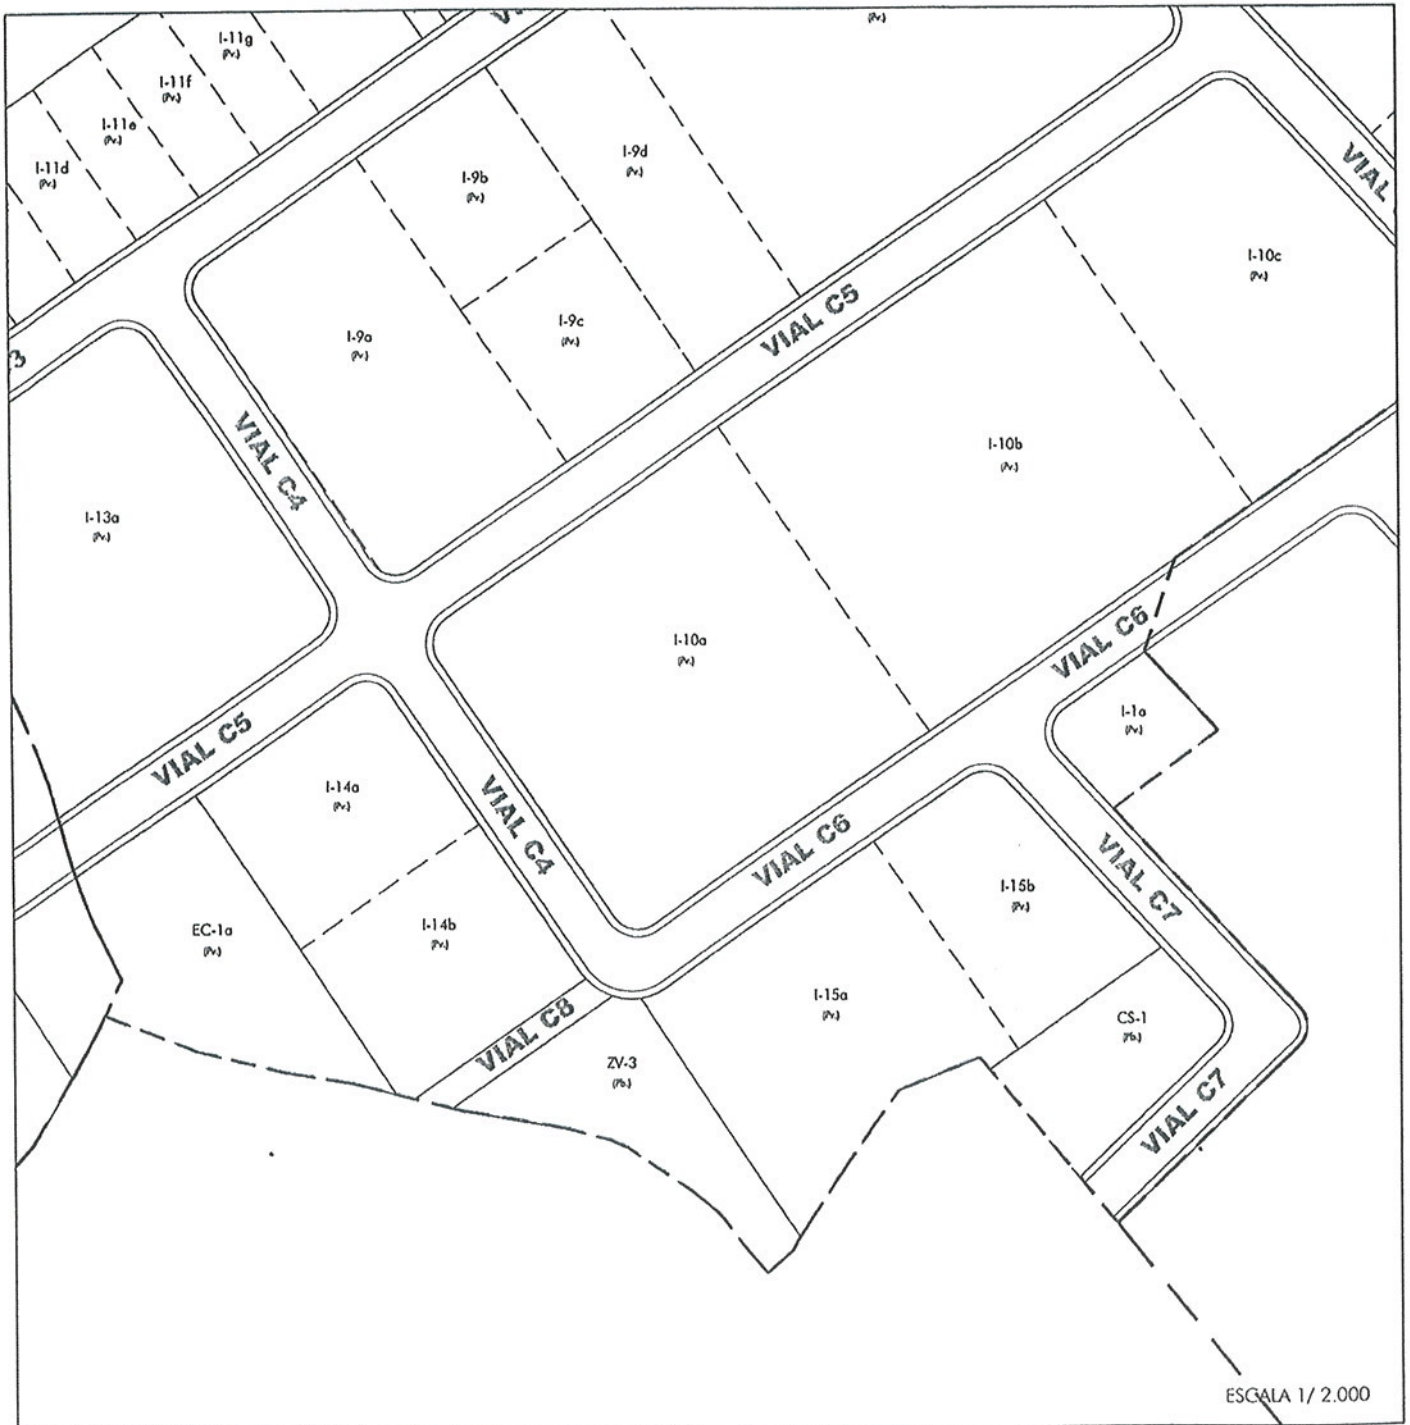 (Pv.)
I-11g
(Pv.)
I-11f
(Pv.)
I-11e
(Pv.)
I-11d
(Pv.)
I-9b
(Pv.)
I-9d
(Pv.)
VIAL
I-10c
(Pv.)
I-9a
(Pv.)
I-9c
(Pv.)
VIAL C5
3
VIAL C4
I-10b
(Pv.)
I-13a
(Pv.)
I-10a
(Pv.)
VIAL C6
I-1a
(Pv.)
VIAL C5
I-14a
(Pv.)
VIAL C4
VIAL C6
VIAL C7
I-15b
(Pv.)
EC-1a
(Pv.)
I-14b
(Pv.)
I-15a
(Pv.)
CS-1
(Pb.)
VIAL C8
ZV-3
(Pb.)
VIAL C7
ESCALA 1/ 2.000